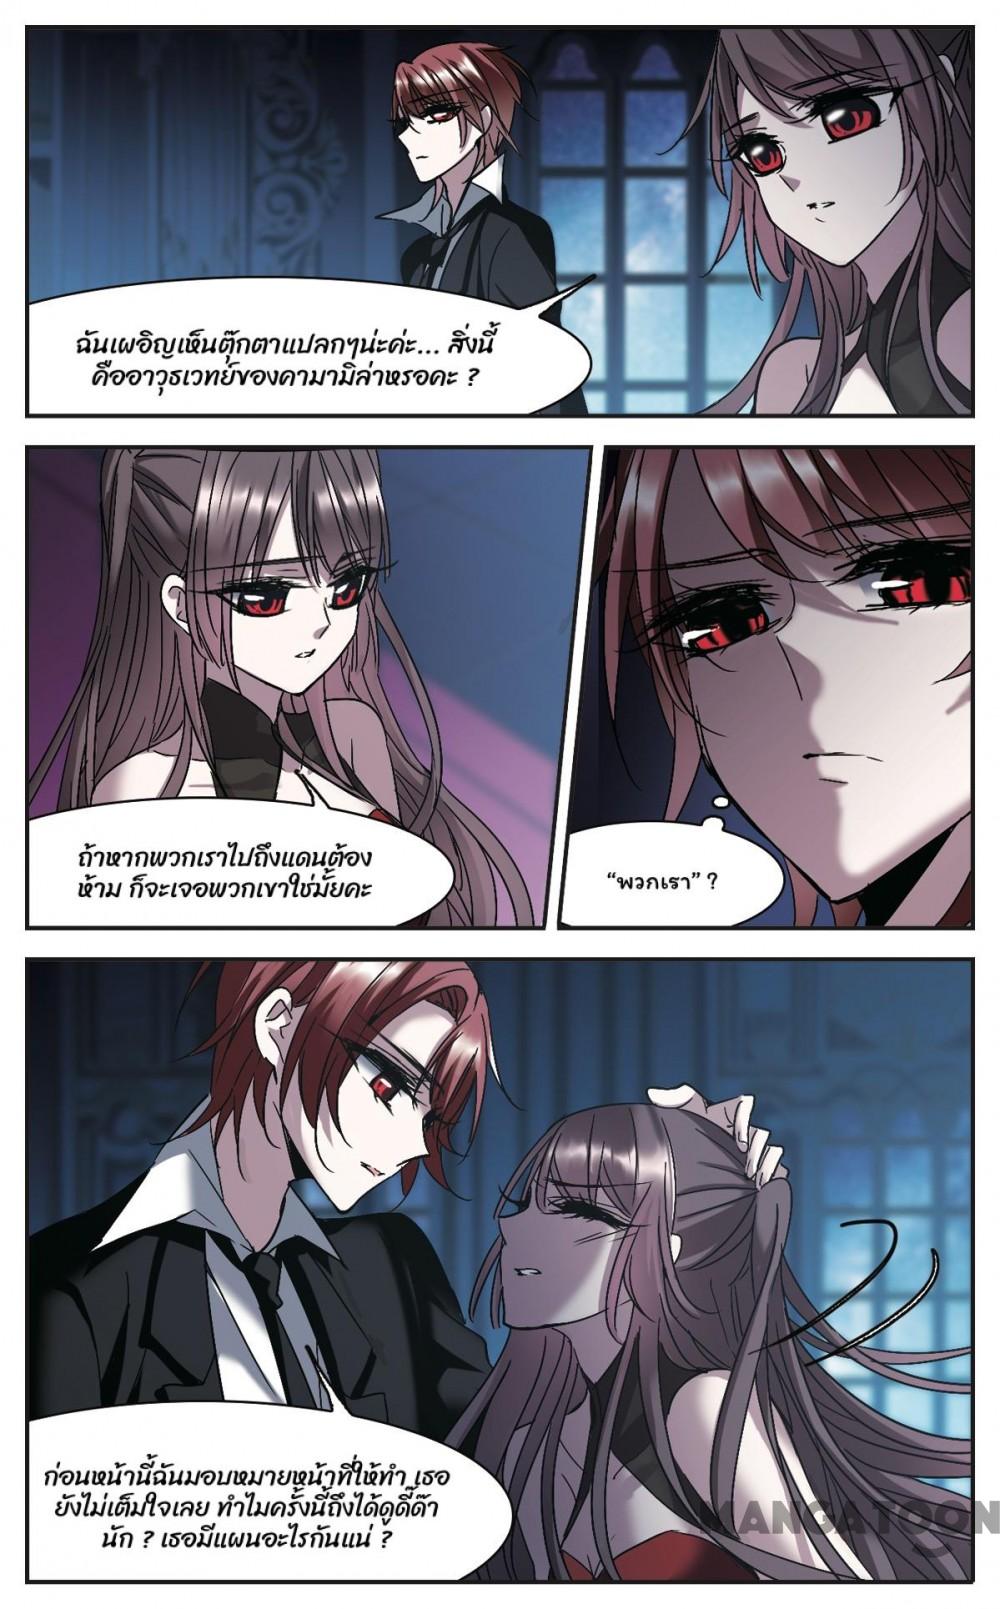 ฉันเผอิญเห็นตุ๊กตาแปลกๆน่ะค่ะ... สิ่งนี้
คืออาวุธเวทย์ของคามามิล่าหรอคะ ?
ถ้าหากพวกเราไปถึงแดนต้อง
ห้าม ก็จะเจอพวกเขาใช่มั้ยคะ
“พวกเรา” ?
ก่อนหน้านี้ฉันมอบหมายหน้าที่ให้ทำ เธอ
ยังไม่เต็มใจเลย ทำไมครั้งนี้ถึงได้ดูดี๊ด๊า
นัก ? เธอมีแผนอะไรกันแน่ ?
MANGATOON